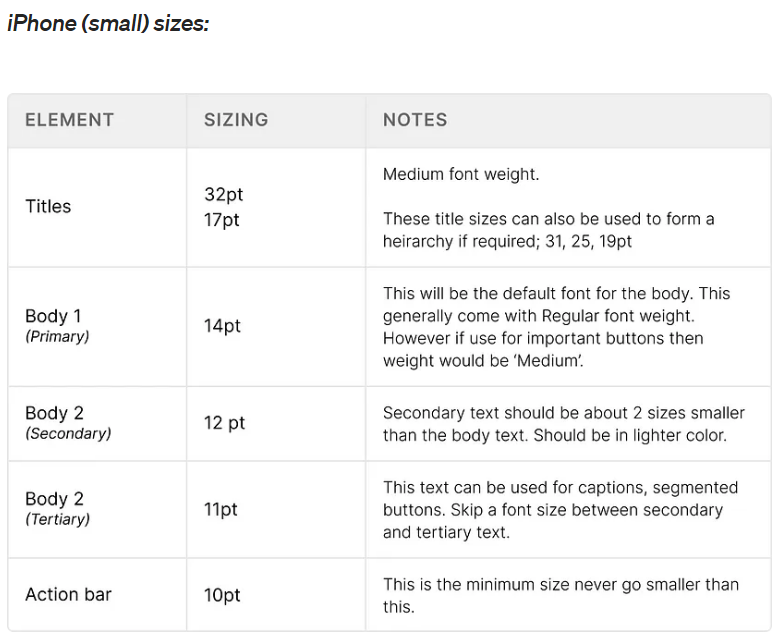 iPhone (small) sizes:
ELEMENT
SIZING
NOTES
Titles
32pt
17pt
Medium font weight.
These title sizes can also be used to form a
heirarchy if required; 31, 25, 19pt
Body 1
(Primary)
14pt
This will be the default font for the body. This
generally come with Regular font weight.
However if use for important buttons then
weight would be ‘Medium’.
Body 2
(Secondary)
12 pt
Secondary text should be about 2 sizes smaller
than the body text. Should be in lighter color.
Body 2
(Tertiary)
11pt
This text can be used for captions, segmented
buttons. Skip a font size between secondary
and tertiary text.
Action bar
10pt
This is the minimum size never go smaller than
this.